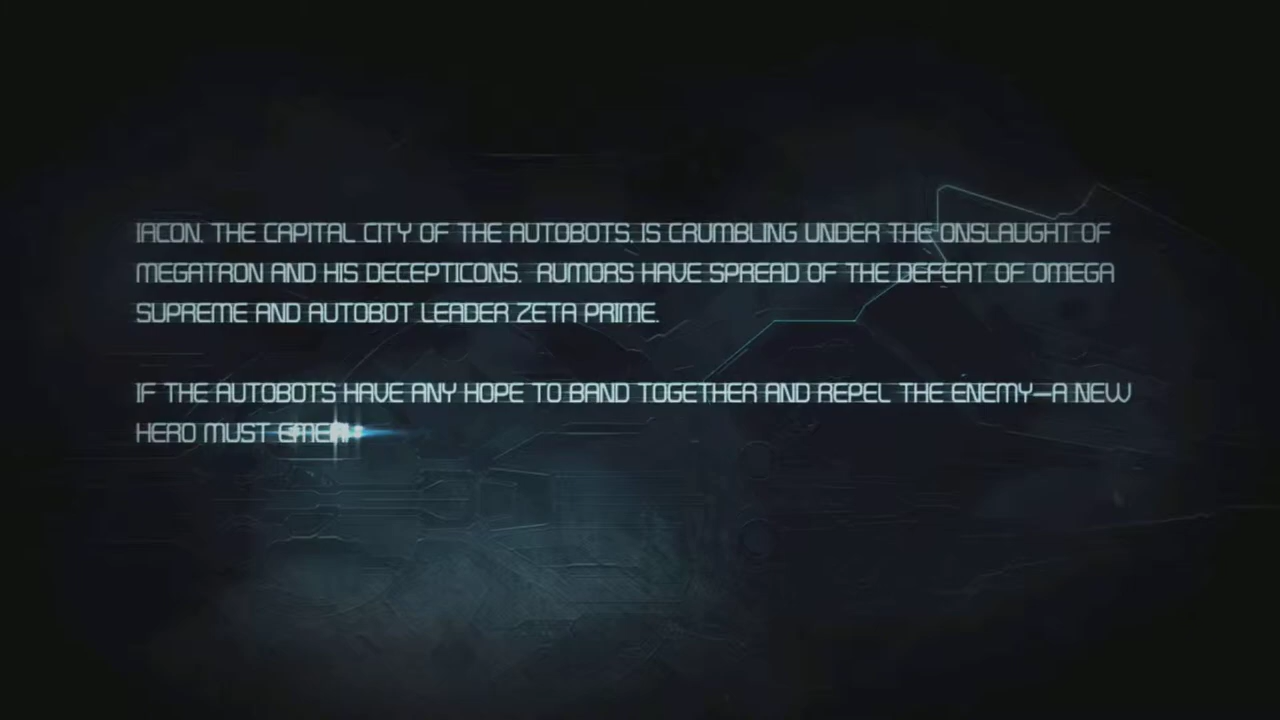 IACON, THE CAPITAL CITY OF THE AUTOBOTS, IS CRUMBLING UNDER THE ONSLAUGHT OF
MEGATRON AND HIS DECEPTICONS. RUMORS HAVE SPREAD OF THE DEFEAT OF OMEGA
SUPREME AND AUTOBOT LEADER ZETA PRIME.
IF THE AUTOBOTS HAVE ANY HOPE TO BAND TOGETHER AND REPEL THE ENEMY—A NEW
HERO MUST